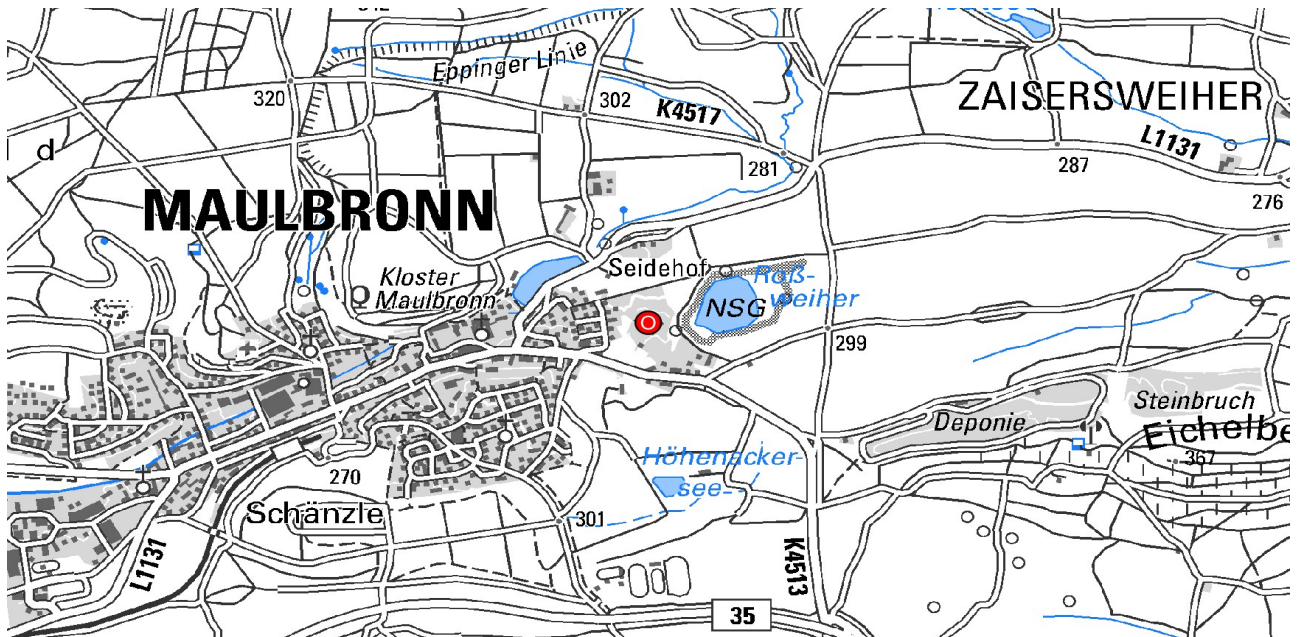 Eppinger Linie
320
302
K4517
ZAISERSWEIHER
L1131
d
281
287
276
MAULBRONN
Kloster
Maulbronn
Seidehof
Roß-
weiher
NSG
299
Deponie
Steinbruch
Eichelbe
367
Höhenacker-
see
270
Schänzle
301
L1131
K4513
35